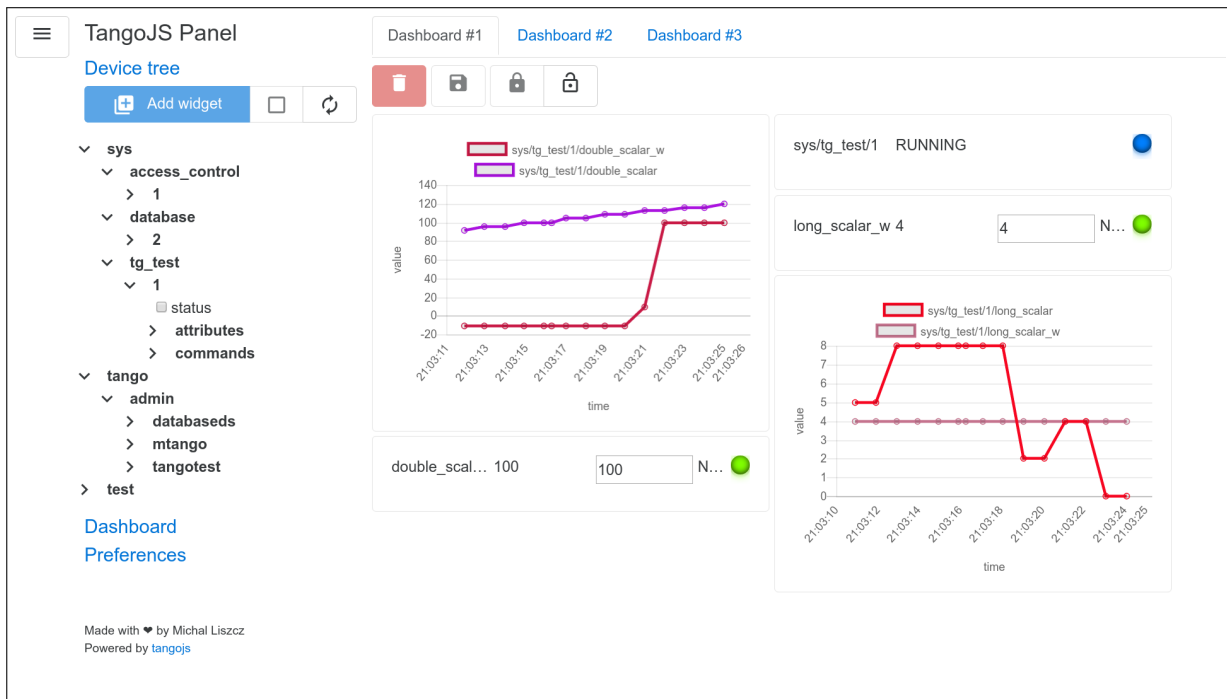 TangoJS Panel
Device tree
Add widget
sys
access_control
1
database
2
tg_test
1
status
attributes
commands
tango
admin
databaseds
mtango
tangotest
test
Dashboard
Preferences
Made with ❤ by Michal Liszcz
Powered by tangojs
Dashboard #1 Dashboard #2 Dashboard #3
sys/tg_test/1/double_scalar_w
sys/tg_test/1/double_scalar
140
120
100
80
60
40
20
0
-20
value
21:03:11 21:03:13 21:03:15 21:03:17 21:03:19 21:03:21 21:03:23 21:03:25 21:03:26
time
double_scal... 100 100 N...
sys/tg_test/1 RUNNING
long_scalar_w 4 4 N...
sys/tg_test/1/long_scalar
sys/tg_test/1/long_scalar_w
8
7
6
5
4
3
2
1
0
value
21:03:10 21:03:12 21:03:14 21:03:16 21:03:18 21:03:20 21:03:22 21:03:24 21:03:25
time